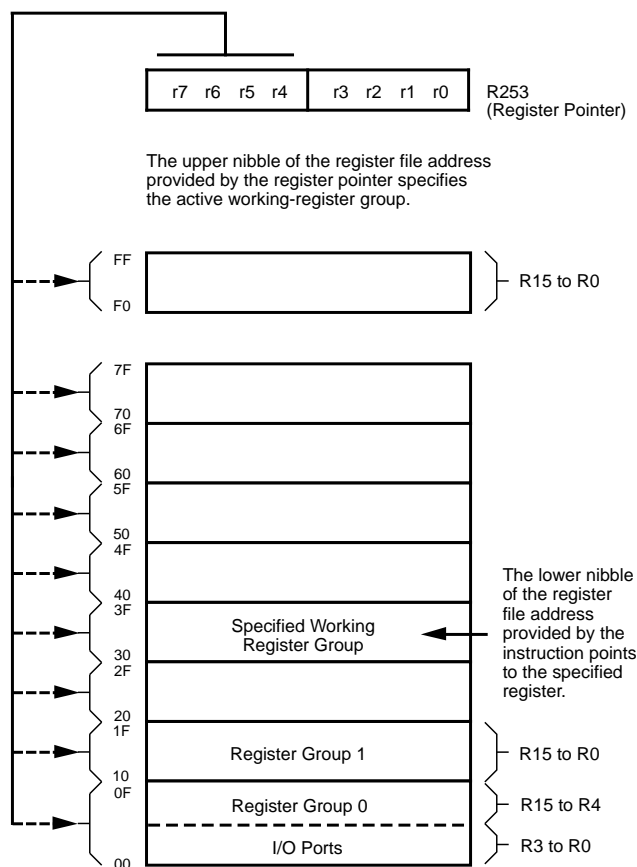 r7 r6 r5 r4 r3 r2 r1 r0
R253
(Register Pointer)
The upper nibble of the register file address
provided by the register pointer specifies
the active working-register group.
FF
R15 to R0
F0
7F
70
6F
60
5F
50
4F
40
3F
Specified Working
Register Group
The lower nibble
of the register
file address
provided by the
instruction points
to the specified
register.
30
2F
20
1F
Register Group 1
R15 to R0
10
0F
Register Group 0
R15 to R4
I/O Ports
R3 to R0
00